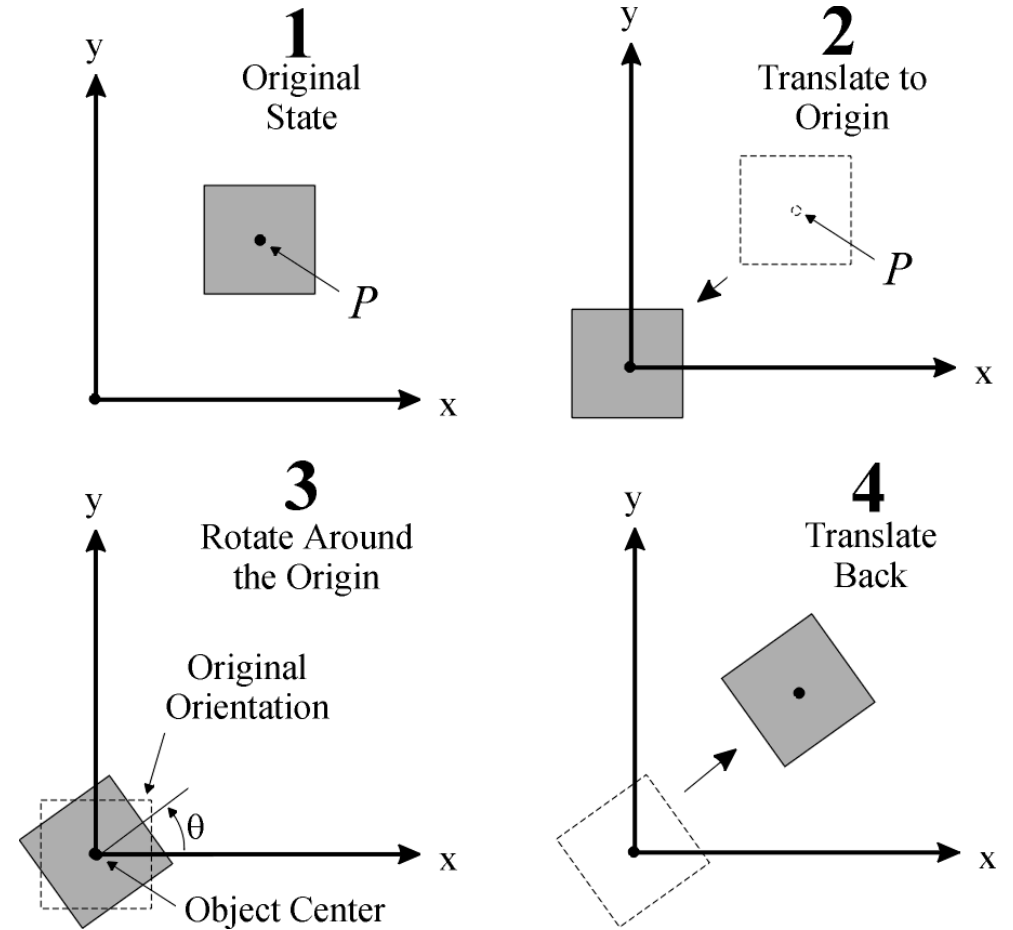 1
Original
State
y
P
x
2
Translate to
Origin
y
P
x
3
Rotate Around
the Origin
y
Original
Orientation
θ
x
Object Center
4
Translate
Back
y
x